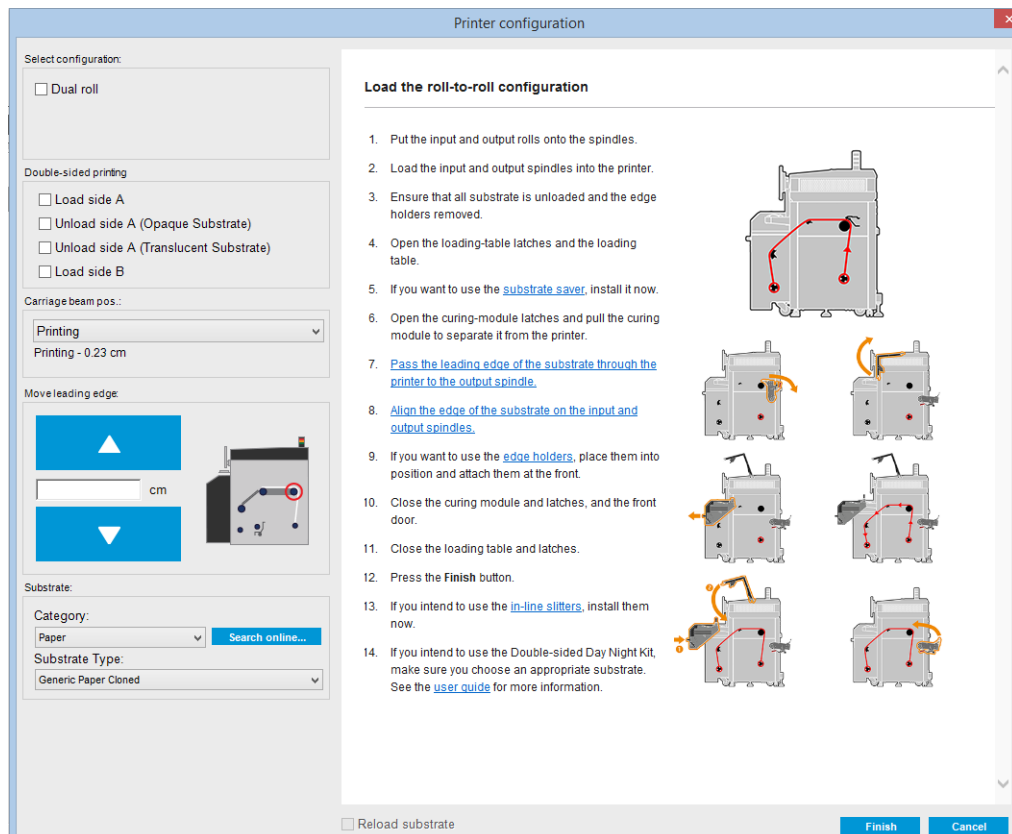 Printer configuration
Select configuration:
Dual roll
Double-sided printing
Load side A
Unload side A (Opaque Substrate)
Unload side A (Translucent Substrate)
Load side B
Carriage beam pos.:
Printing
Printing - 0.23 cm
Move leading edge:
cm
Substrate:
Category:
Paper
Search online...
Substrate Type:
Generic Paper Cloned
Load the roll-to-roll configuration
1. Put the input and output rolls onto the spindles.
2. Load the input and output spindles into the printer.
3. Ensure that all substrate is unloaded and the edge
holders removed.
4. Open the loading-table latches and the loading
table.
5. If you want to use the substrate saver, install it now.
6. Open the curing-module latches and pull the curing
module to separate it from the printer.
7. Pass the leading edge of the substrate through the
printer to the output spindle.
8. Align the edge of the substrate on the input and
output spindles.
9. If you want to use the edge holders, place them into
position and attach them at the front.
10. Close the curing module and latches, and the front
door.
11. Close the loading table and latches.
12. Press the Finish button.
13. If you intend to use the in-line slitters, install them
now.
14. If you intend to use the Double-sided Day Night Kit,
make sure you choose an appropriate substrate.
See the user guide for more information.
2
1
Reload substrate
Finish
Cancel